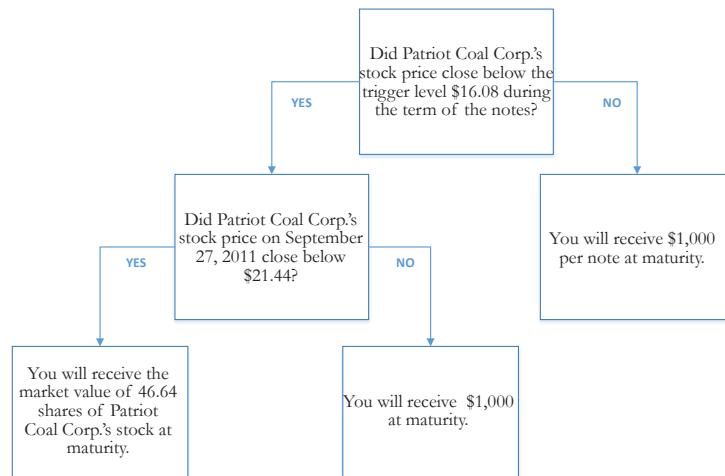 Did Patriot Coal Corp.'s
stock price close below the
trigger level $16.08 during
the term of the notes?
YES
NO
Did Patriot Coal Corp.'s
stock price on September
27, 2011 close below
$21.44?
You will receive $1,000
per note at maturity.
YES
NO
You will receive the
market value of 46.64
shares of Patriot
Coal Corp.'s stock at
maturity.
You will receive $1,000
at maturity.